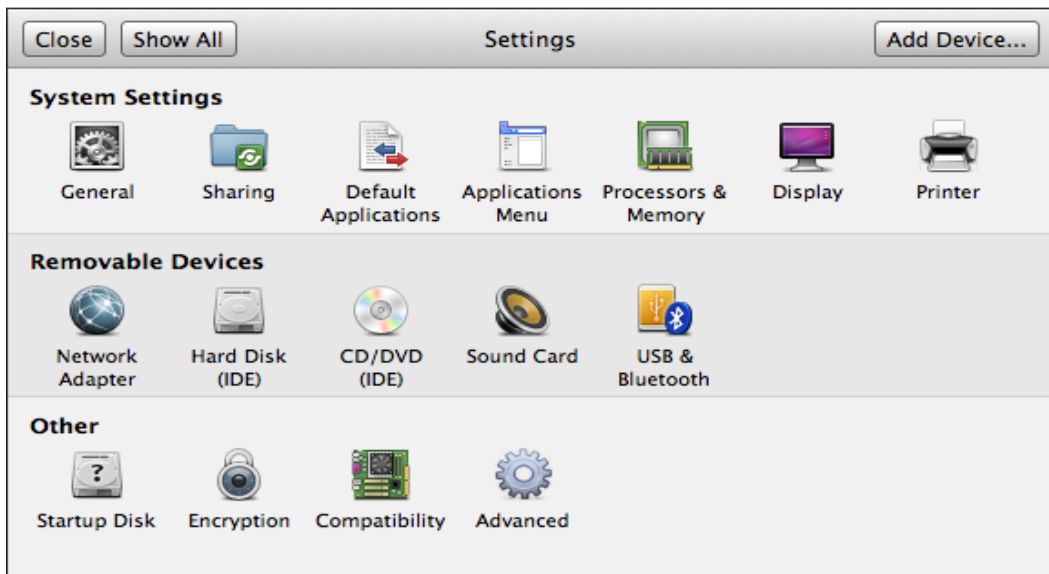 Close Show All Settings Add Device...
System Settings
General Sharing Default Applications Applications Menu Processors & Memory Display Printer
Removable Devices
Network Adapter Hard Disk (IDE) CD/DVD (IDE) Sound Card USB & Bluetooth
Other
?
Startup Disk Encryption Compatibility Advanced